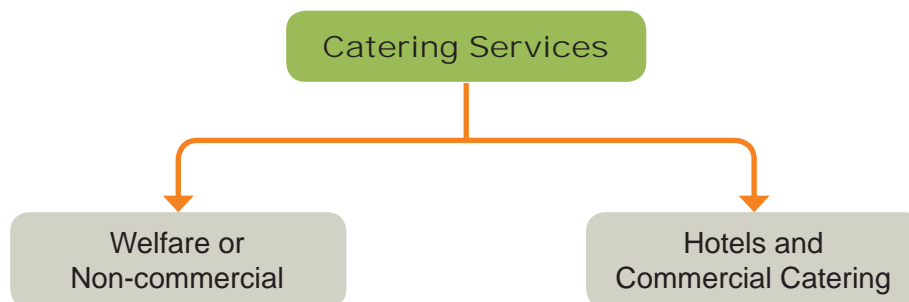 Catering Services
Welfare or
Non-commercial
Hotels and
Commercial Catering